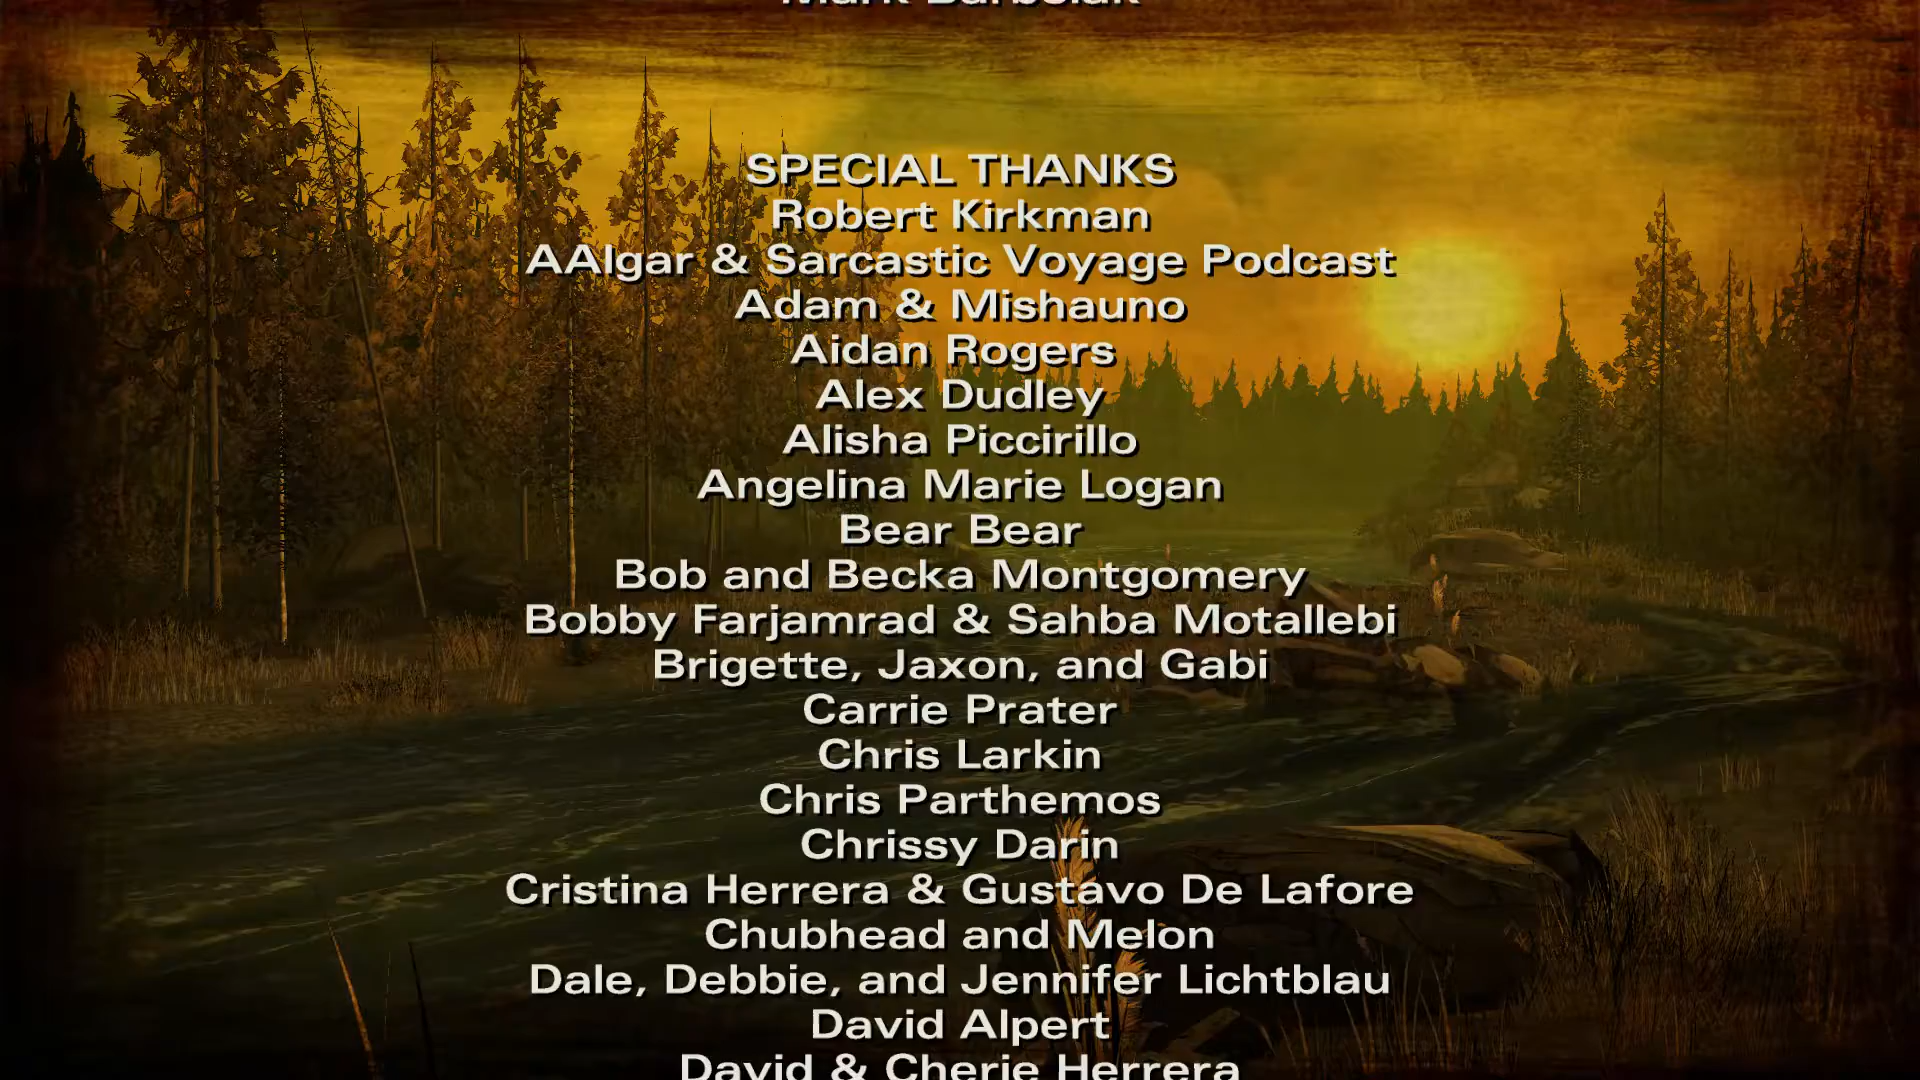 SPECIAL THANKS
Robert Kirkman
AAlgar & Sarcastic Voyage Podcast
Adam & Mishauno
Aidan Rogers
Alex Dudley
Alisha Piccirillo
Angelina Marie Logan
Bear Bear
Bob and Becka Montgomery
Bobby Farjamrad & Sahba Motallebi
Brigette, Jaxon, and Gabi
Carrie Prater
Chris Larkin
Chris Parthemos
Chrissy Darin
Cristina Herrera & Gustavo De Lafore
Chubhead and Melon
Dale, Debbie, and Jennifer Lichtblau
David Alpert
David & Cherie Herrera